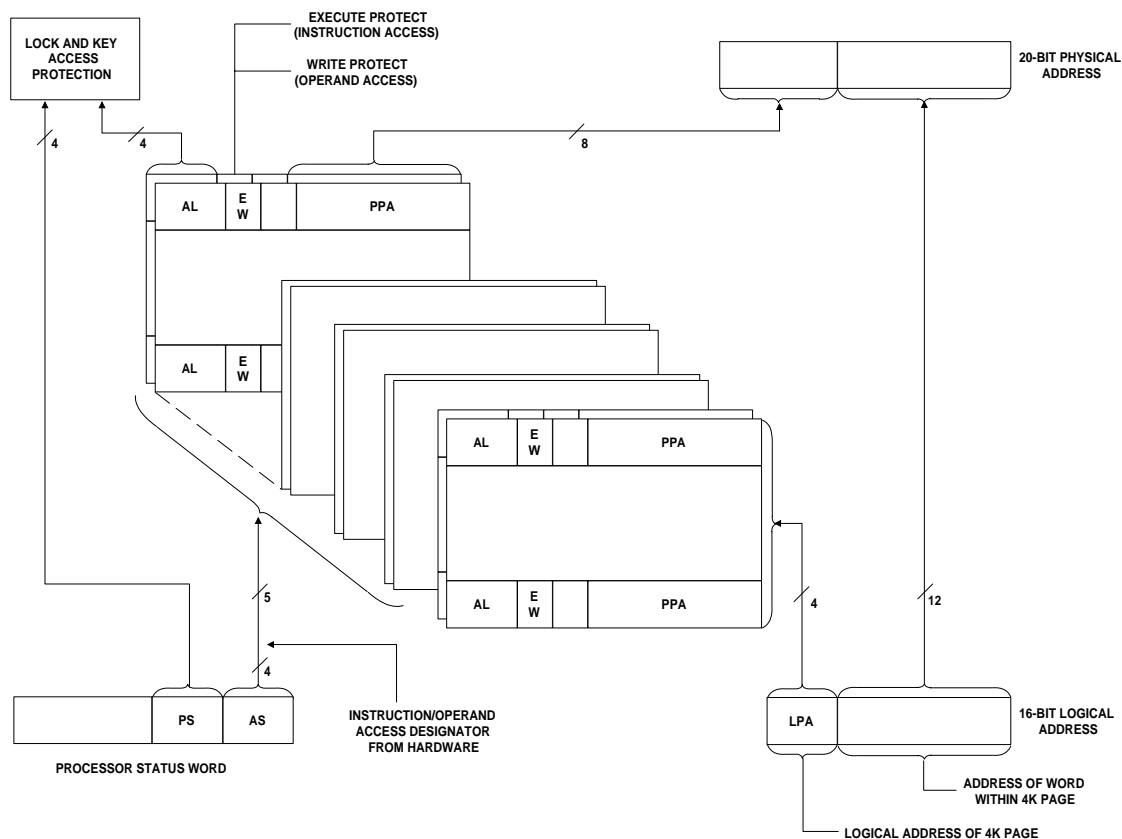 EXECUTE PROTECT
(INSTRUCTION ACCESS)
WRITE PROTECT
(OPERAND ACCESS)
LOCK AND KEY
ACCESS
PROTECTION
20-BIT PHYSICAL
ADDRESS
4
4
8
AL
E
W
PPA
AL
E
W
AL
E
W
PPA
AL
E
W
PPA
5
4
4
12
PS
AS
INSTRUCTION/OPERAND
ACCESS DESIGNATOR
FROM HARDWARE
LPA
16-BIT LOGICAL
ADDRESS
PROCESSOR STATUS WORD
ADDRESS OF WORD
WITHIN 4K PAGE
LOGICAL ADDRESS OF 4K PAGE